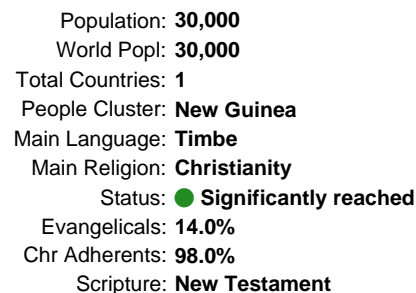 Population: 30,000
World Popl: 30,000
Total Countries: 1
People Cluster: New Guinea
Main Language: Timbe
Main Religion: Christianity
Status: Significantly reached
Evangelicals: 14.0%
Chr Adherents: 98.0%
Scripture: New Testament